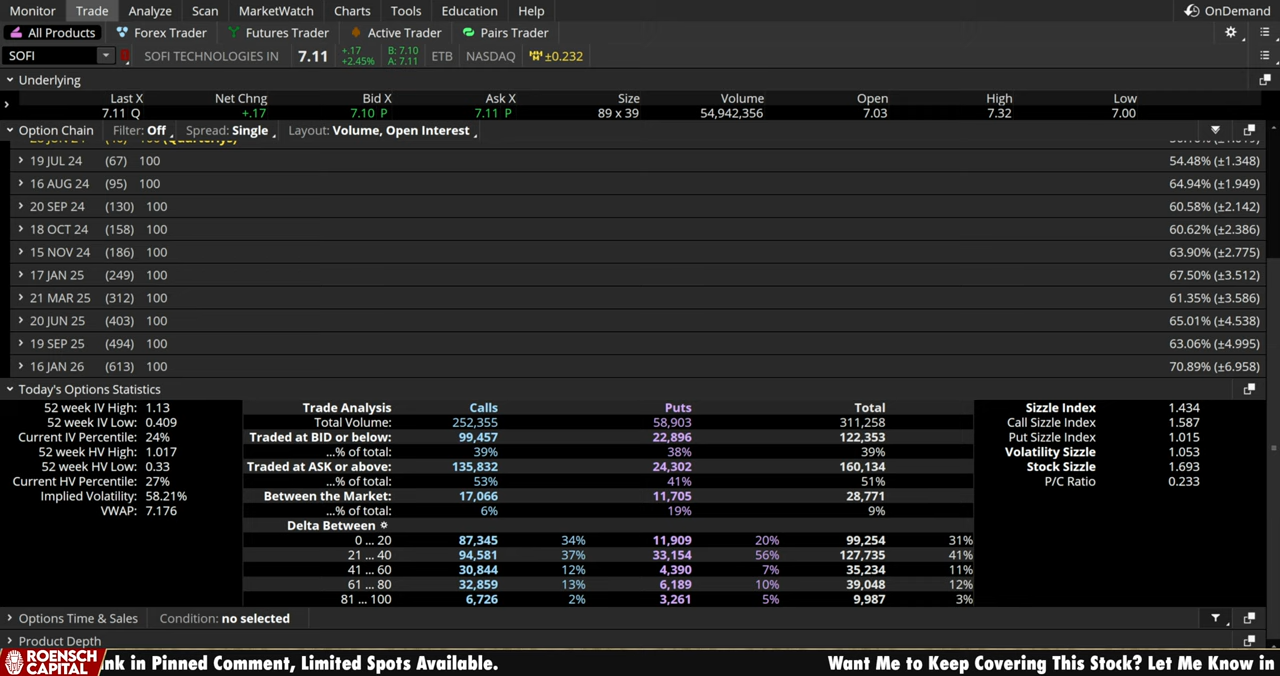 Monitor Trade Analyze Scan MarketWatch Charts Tools Education Help OnDemand
All Products Forex Trader Futures Trader Active Trader Pairs Trader
SOFI SOFI TECHNOLOGIES IN 7.11 +.17 +2.45% B: 7.10 A: 7.11 ETB NASDAQ ±0.232
Underlying
Last X Net Chng Bid X Ask X Size Volume Open High Low
7.11 Q +.17 7.10 P 7.11 P 89 x 39 54,942,356 7.03 7.32 7.00
Option Chain Filter: Off Spread: Single Layout: Volume, Open Interest
19 JUL 24 (67) 100 54.48% (±1.348)
16 AUG 24 (95) 100 64.94% (±1.949)
20 SEP 24 (130) 100 60.58% (±2.142)
18 OCT 24 (158) 100 60.62% (±2.386)
15 NOV 24 (186) 100 63.90% (±2.775)
17 JAN 25 (249) 100 67.50% (±3.512)
21 MAR 25 (312) 100 61.35% (±3.586)
20 JUN 25 (403) 100 65.01% (±4.538)
19 SEP 25 (494) 100 63.06% (±4.995)
16 JAN 26 (613) 100 70.89% (±6.958)
Today's Options Statistics
52 week IV High: 1.13 Trade Analysis Calls Puts Total Sizzle Index 1.434
52 week IV Low: 0.409 Total Volume: 252,355 58,903 311,258 Call Sizzle Index 1.587
Current IV Percentile: 24% Traded at BID or below: 99,457 22,896 122,353 Put Sizzle Index 1.015
52 week HV High: 1.017 ...% of total: 39% 38% 39% Volatility Sizzle 1.053
52 week HV Low: 0.33 Traded at ASK or above: 135,832 24,302 160,134 Stock Sizzle 1.693
Current HV Percentile: 27% ...% of total: 53% 41% 51% P/C Ratio 0.233
Implied Volatility: 58.21% Between the Market: 17,066 11,705 28,771
VWAP: 7.176 ...% of total: 6% 19% 9%
Delta Between
0 ... 20 87,345 34% 11,909 20% 99,254 31%
21 ... 40 94,581 37% 33,154 56% 127,735 41%
41 ... 60 30,844 12% 4,390 7% 35,234 11%
61 ... 80 32,859 13% 6,189 10% 39,048 12%
81 ... 100 6,726 2% 3,261 5% 9,987 3%
Options Time & Sales Condition: no selected
Product Depth
ROENSCH CAPITAL nk in Pinned Comment, Limited Spots Available. Want Me to Keep Covering This Stock? Let Me Know in